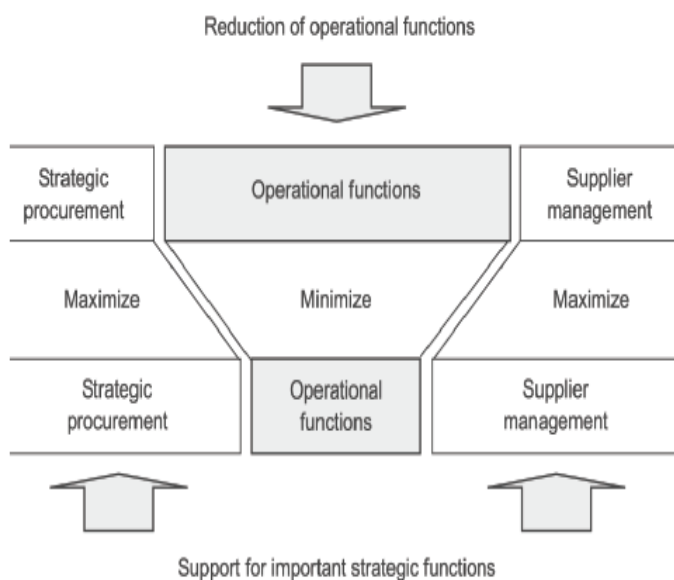 Reduction of operational functions
Strategic
procurement
Operational functions
Supplier
management
Maximize
Minimize
Maximize
Strategic
procurement
Operational
functions
Supplier
management
Support for important strategic functions